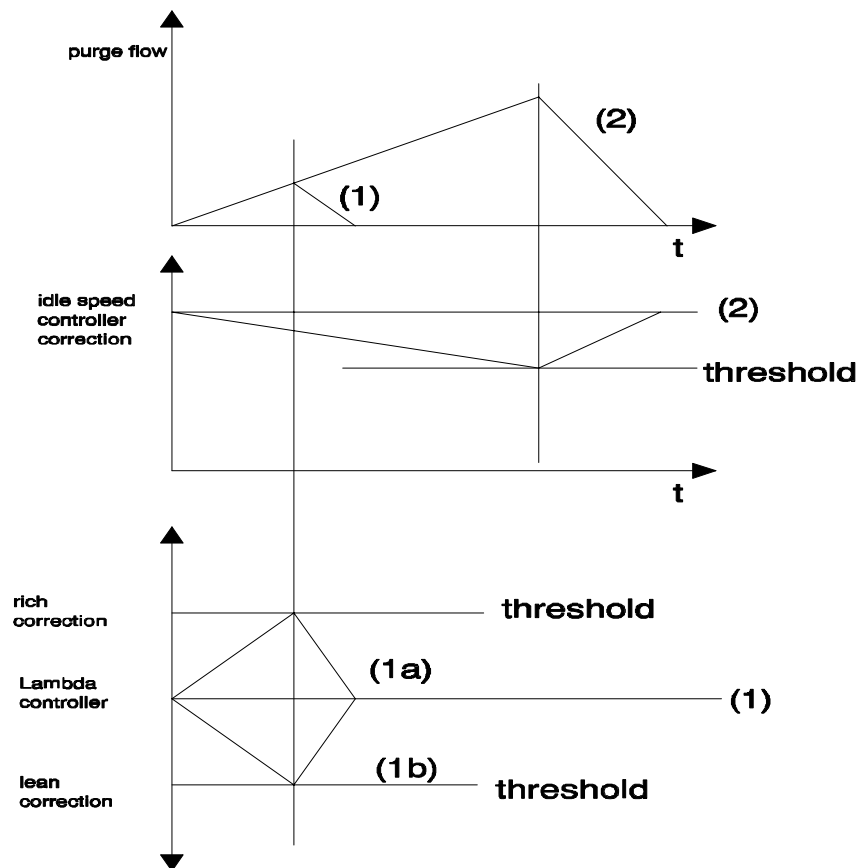 purge flow
(2)
(1)
t
idle speed
controller
correction
(2)
threshold
t
rich
correction
threshold
(1a)
Lambda
controller
(1)
(1b)
lean
correction
threshold